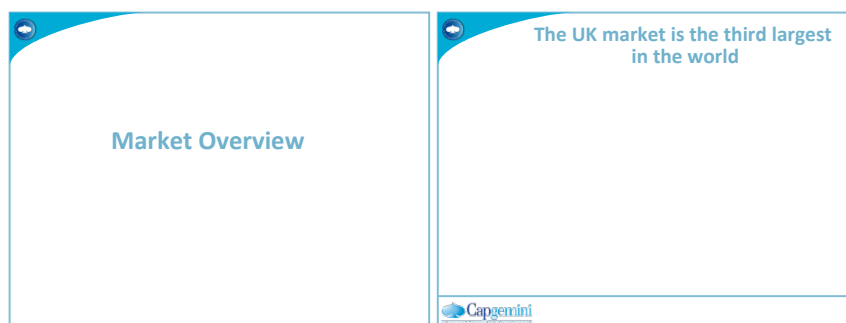 Market Overview
The UK market is the third largest
in the world
Capgemini